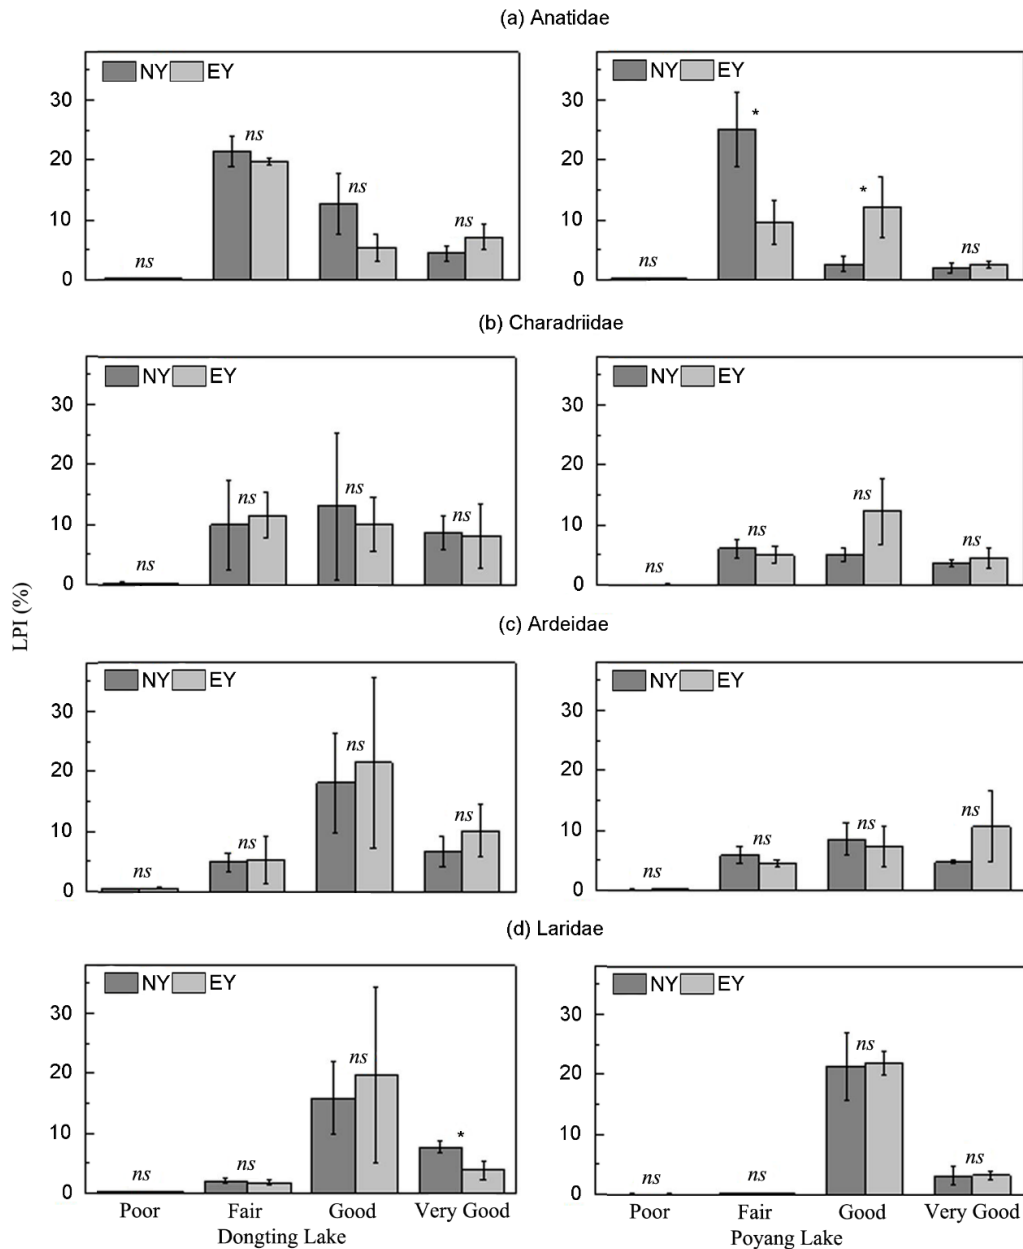 (a) Anatidae
NY EY
30
20
10
0
ns
ns
ns
ns
NY EY
30
20
10
0
ns
*
*
ns
(b) Charadriidae
NY EY
30
20
10
0
ns
ns
ns
ns
NY EY
30
20
10
0
ns
ns
ns
ns
LPI (%)
(c) Ardeidae
NY EY
30
20
10
0
ns
ns
ns
ns
NY EY
30
20
10
0
ns
ns
ns
ns
(d) Laridae
NY EY
30
20
10
0
ns
ns
ns
*
Poor Fair Good Very Good
Dongting Lake
NY EY
30
20
10
0
ns
ns
ns
ns
Poor Fair Good Very Good
Poyang Lake